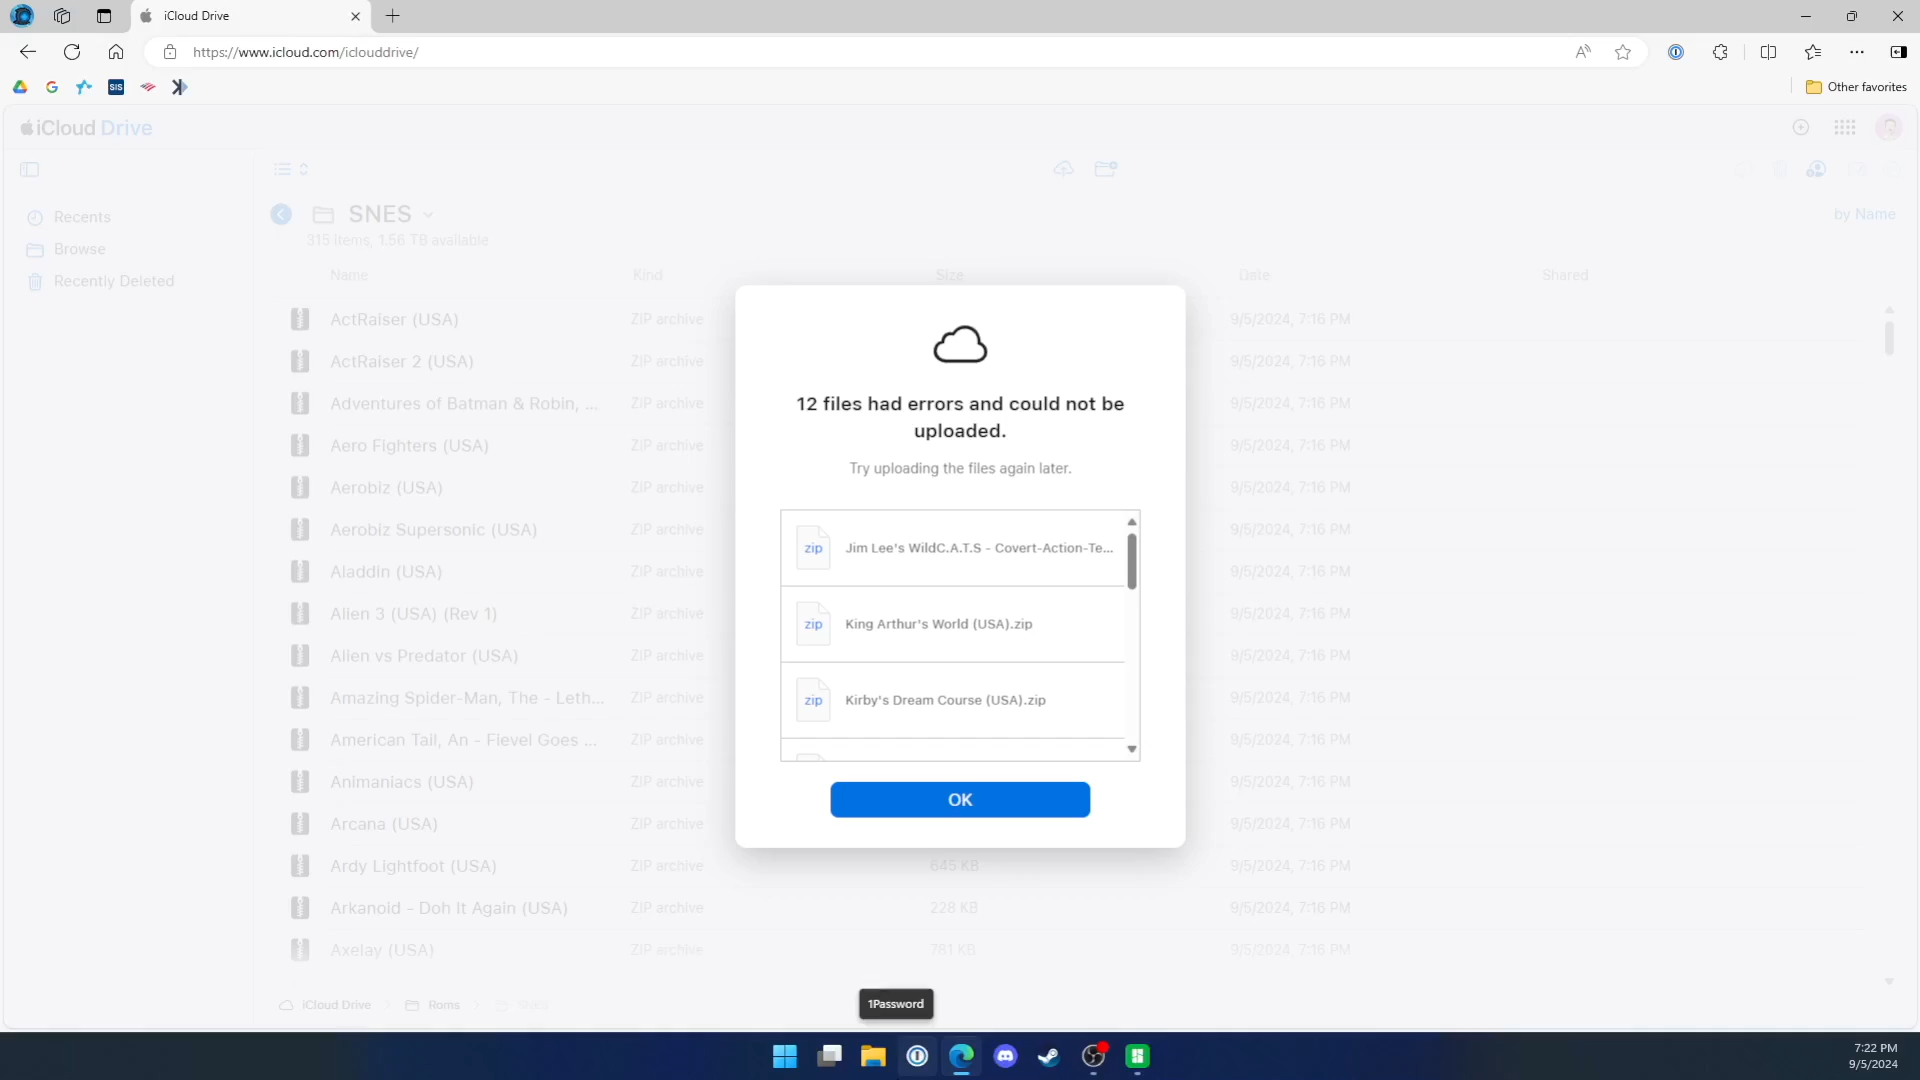 iCloud Drive
https://www.icloud.com/iclouddrive/
SIS
Other favorites
iCloud Drive
Recents
Browse
Recently Deleted
SNES
315 items, 1.56 TB available
by Name
Name Kind Size Date Shared
ActRaiser (USA) ZIP archive 9/5/2024, 7:16 PM
ActRaiser 2 (USA) ZIP archive 9/5/2024, 7:16 PM
Adventures of Batman & Robin, ... ZIP archive 9/5/2024, 7:16 PM
Aero Fighters (USA) ZIP archive 9/5/2024, 7:16 PM
Aerobiz (USA) ZIP archive 9/5/2024, 7:16 PM
Aerobiz Supersonic (USA) ZIP archive 9/5/2024, 7:16 PM
Aladdin (USA) ZIP archive 9/5/2024, 7:16 PM
Alien 3 (USA) (Rev 1) ZIP archive 9/5/2024, 7:16 PM
Alien vs Predator (USA) ZIP archive 9/5/2024, 7:16 PM
Amazing Spider-Man, The - Leth... ZIP archive 9/5/2024, 7:16 PM
American Tail, An - Fievel Goes ... ZIP archive 9/5/2024, 7:16 PM
Animaniacs (USA) ZIP archive 9/5/2024, 7:16 PM
Arcana (USA) ZIP archive 9/5/2024, 7:16 PM
Ardy Lightfoot (USA) ZIP archive 645 KB 9/5/2024, 7:16 PM
Arkanoid - Doh It Again (USA) ZIP archive 228 KB 9/5/2024, 7:16 PM
Axelay (USA) ZIP archive 781 KB 9/5/2024, 7:16 PM
12 files had errors and could not be
uploaded.
Try uploading the files again later.
zip Jim Lee's WildC.A.T.S - Covert-Action-Te...
zip King Arthur's World (USA).zip
zip Kirby's Dream Course (USA).zip
OK
iCloud Drive Roms SNES
1Password
7:22 PM
9/5/2024